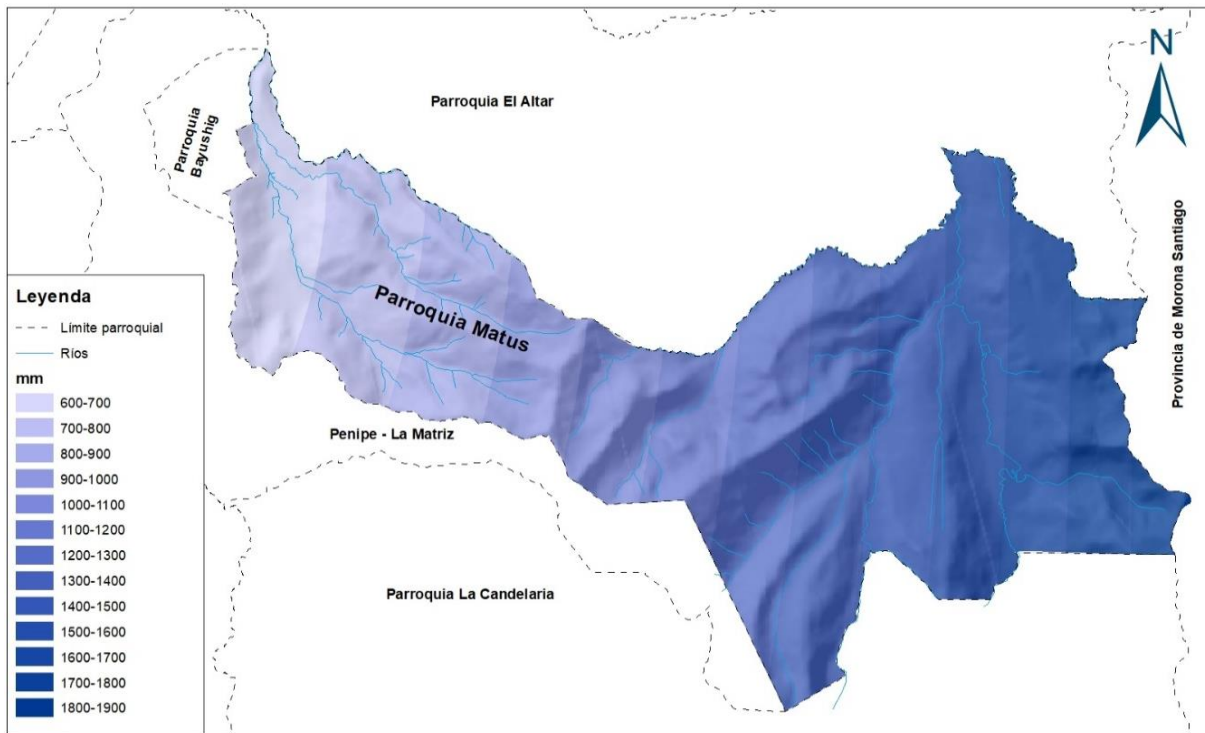 N
Parroquia El Altar
Parroquia
Bayushig
Provincia de Morona Santiago
Parroquia Matus
Penipe - La Matriz
Parroquia La Candelaria
Leyenda
Límite parroquial
Ríos
mm
600-700
700-800
800-900
900-1000
1000-1100
1100-1200
1200-1300
1300-1400
1400-1500
1500-1600
1600-1700
1700-1800
1800-1900